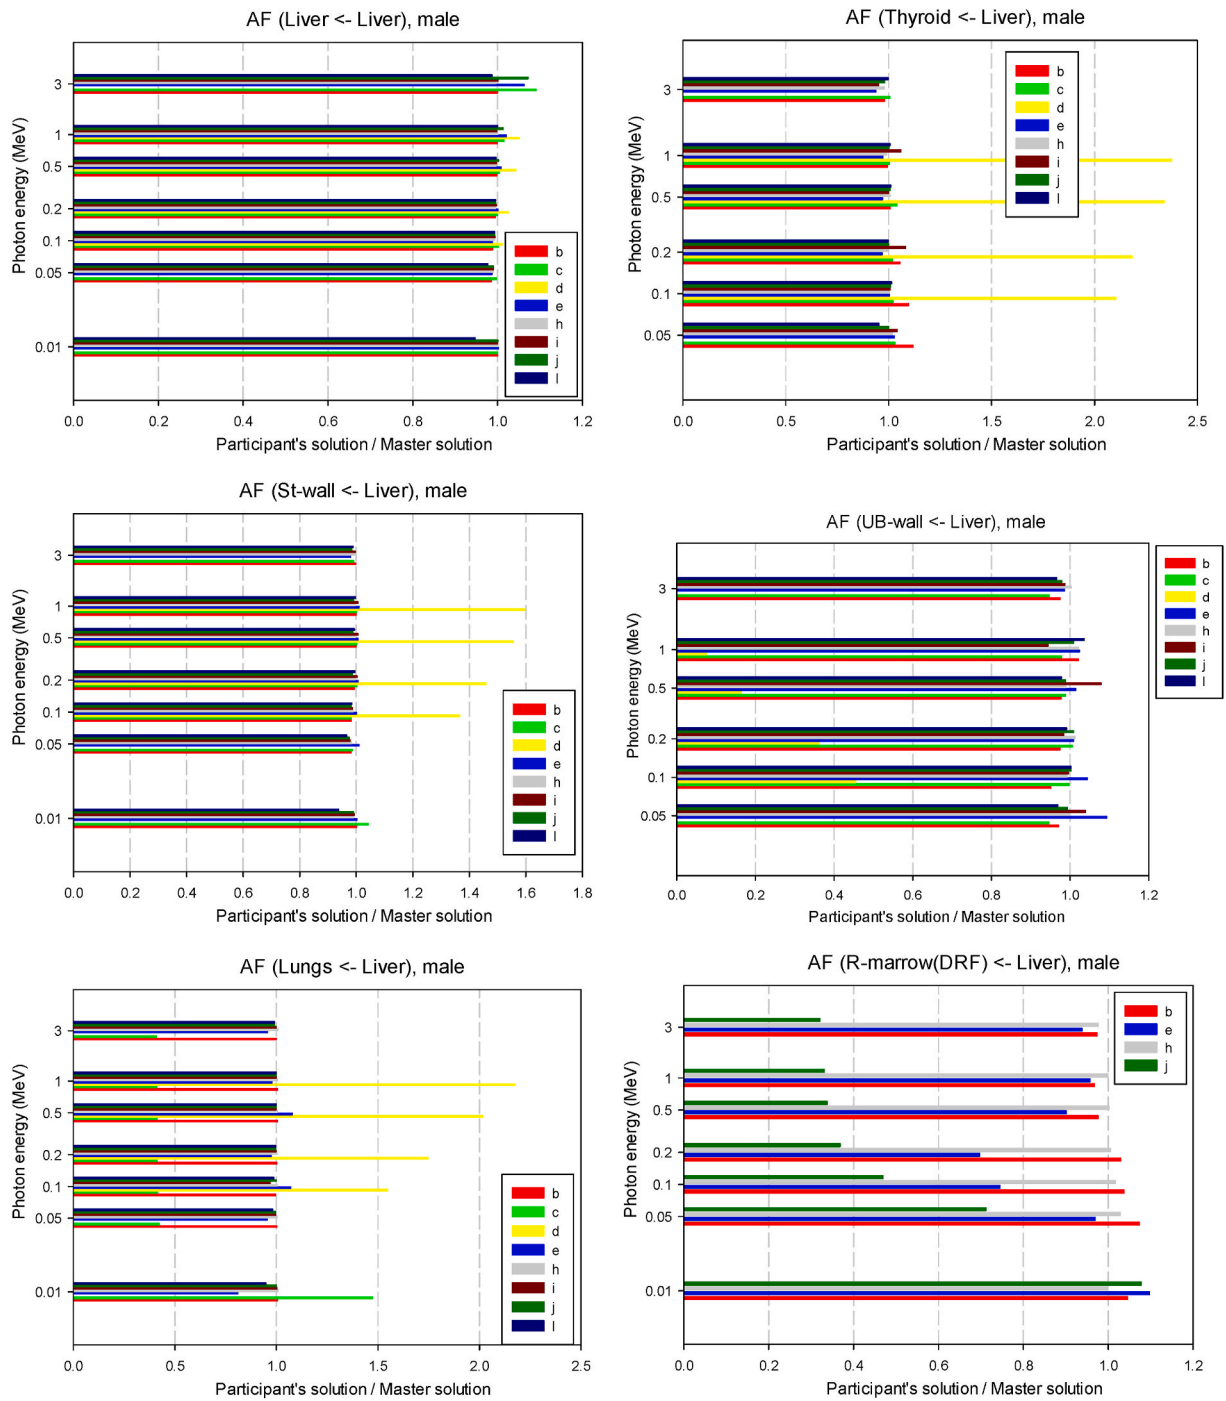 AF (Liver <- Liver), male
Photon energy (MeV)
3
1
0.5
0.2
0.1
0.05
0.01
b
c
d
e
h
i
j
l
0.0 0.2 0.4 0.6 0.8 1.0 1.2
Participant's solution / Master solution
AF (Thyroid <- Liver), male
Photon energy (MeV)
3
1
0.5
0.2
0.1
0.05
b
c
d
e
h
i
j
l
0.0 0.5 1.0 1.5 2.0 2.5
Participant's solution / Master solution
AF (St-wall <- Liver), male
Photon energy (MeV)
3
1
0.5
0.2
0.1
0.05
0.01
b
c
d
e
h
i
j
l
0.0 0.2 0.4 0.6 0.8 1.0 1.2 1.4 1.6 1.8
Participant's solution / Master solution
AF (UB-wall <- Liver), male
Photon energy (MeV)
3
1
0.5
0.2
0.1
0.05
b
c
d
e
h
i
j
l
0.0 0.2 0.4 0.6 0.8 1.0 1.2
Participant's solution / Master solution
AF (Lungs <- Liver), male
Photon energy (MeV)
3
1
0.5
0.2
0.1
0.05
0.01
b
c
d
e
h
i
j
l
0.0 0.5 1.0 1.5 2.0 2.5
Participant's solution / Master solution
AF (R-marrow(DRF) <- Liver), male
Photon energy (MeV)
3
1
0.5
0.2
0.1
0.05
0.01
b
e
h
j
0.0 0.2 0.4 0.6 0.8 1.0 1.2
Participant's solution / Master solution